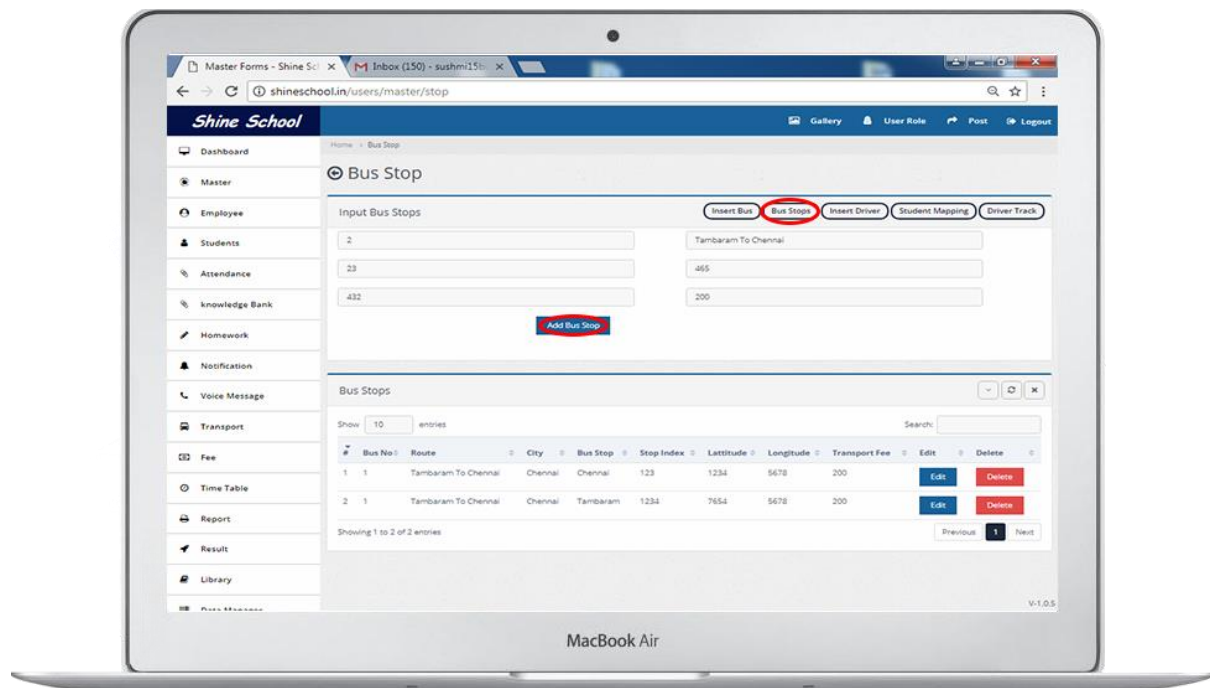 Master Forms - Shine Sc
Inbox (150) - sushmi15b
shineschool.in/users/master/stop
Shine School
Gallery
User Role
Post
Logout
Dashboard
Master
Employee
Students
Attendance
knowledge Bank
Homework
Notification
Voice Message
Transport
Fee
Time Table
Report
Result
Library
Data Manager
Home > Bus Stop
Bus Stop
Input Bus Stops
Insert Bus
Bus Stops
Insert Driver
Student Mapping
Driver Track
2
Tambaram To Chennai
23
465
432
200
Add Bus Stop
Bus Stops
Show 10 entries
Search:
# Bus No Route City Bus Stop Stop Index Lattitude Longitude Transport Fee Edit Delete
1 1 Tambaram To Chennai Chennai Chennai 123 1234 5678 200 Edit Delete
2 1 Tambaram To Chennai Chennai Tambaram 1234 7654 5678 200 Edit Delete
Showing 1 to 2 of 2 entries
Previous 1 Next
V-1.0.5
MacBook Air